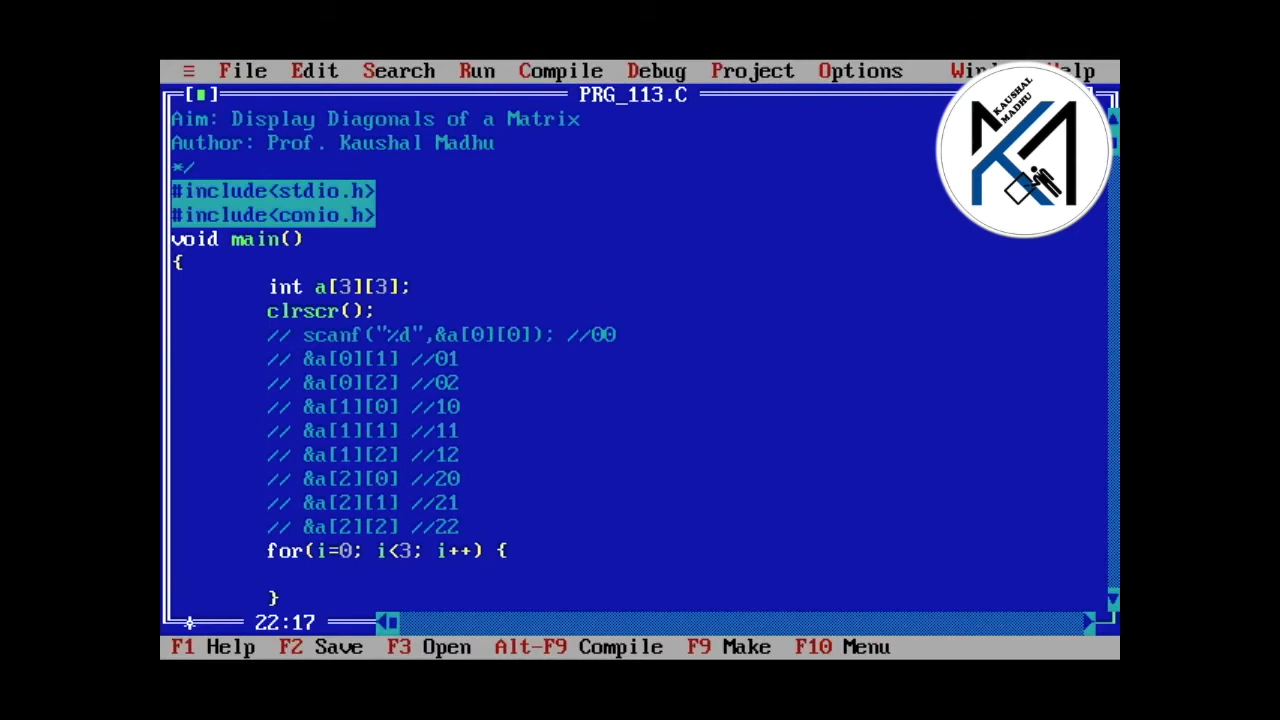 ≡ File Edit Search Run Compile Debug Project Options
PRG_113.C
KAUSHAL
MADHU
Aim: Display Diagonals of a Matrix
Author: Prof. Kaushal Madhu
*/
#include<stdio.h>
#include<conio.h>
void main()
{
int a[3][3];
clrscr();
// scanf("%d",&a[0][0]); //00
// &a[0][1] //01
// &a[0][2] //02
// &a[1][0] //10
// &a[1][1] //11
// &a[1][2] //12
// &a[2][0] //20
// &a[2][1] //21
// &a[2][2] //22
for(i=0; i<3; i++) {
}
22:17
F1 Help F2 Save F3 Open Alt-F9 Compile F9 Make F10 Menu